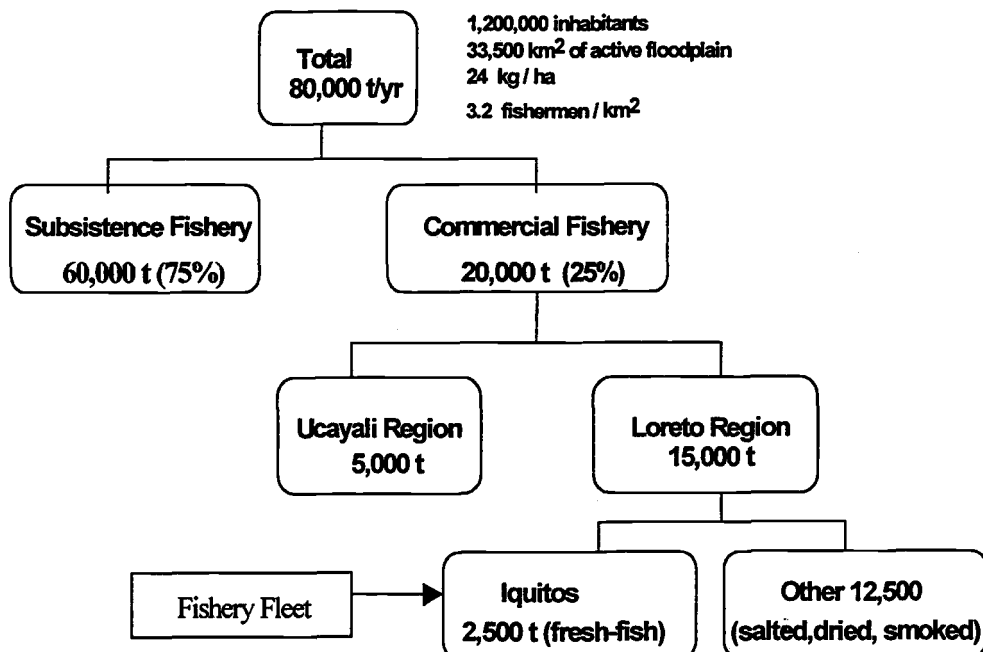 Total
80,000 t/yr
1,200,000 inhabitants
33,500 km² of active floodplain
24 kg / ha
3.2 fishermen / km²
Subsistence Fishery
60,000 t (75%)
Commercial Fishery
20,000 t (25%)
Ucayali Region
5,000 t
Loreto Region
15,000 t
Fishery Fleet
Iquitos
2,500 t (fresh-fish)
Other 12,500
(salted,dried, smoked)